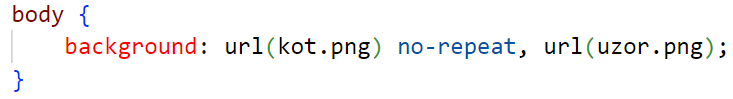 body {
    background: url(kot.png) no-repeat, url(uzor.png);
}